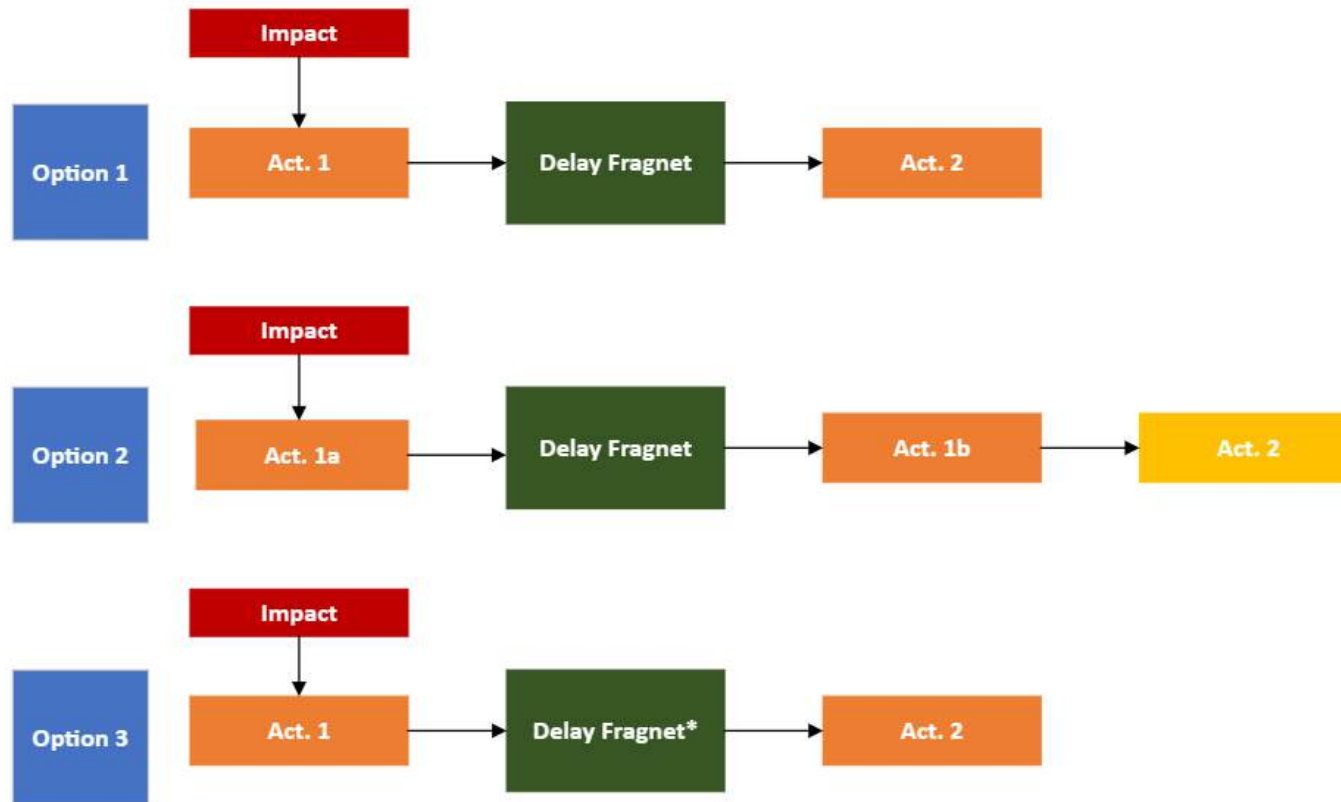 Impact
Option 1
Act. 1
Delay Fragnet
Act. 2
Impact
Option 2
Act. 1a
Delay Fragnet
Act. 1b
Act. 2
Impact
Option 3
Act. 1
Delay Fragnet*
Act. 2